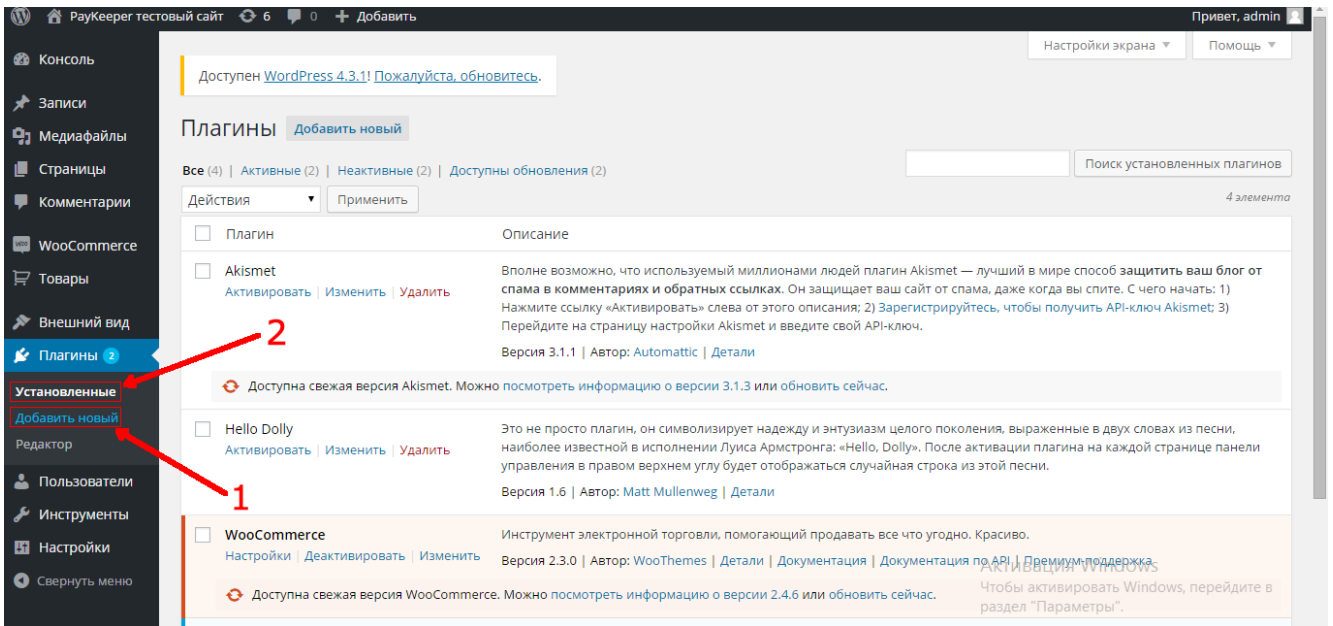 PayKeeper тестовый сайт 6 0 + Добавить
Привет, admin
Настройки экрана ▼ Помощь ▼
Консоль
Записи
Медиафайлы
Страницы
Комментарии
WooCommerce
Товары
Внешний вид
Плагины 2
Установленные
Добавить новый
Редактор
Пользователи
Инструменты
Настройки
Свернуть меню
2
1
Доступен WordPress 4.3.1! Пожалуйста, обновитесь.
Плагины Добавить новый
Все (4) | Активные (2) | Неактивные (2) | Доступны обновления (2)
Поиск установленных плагинов
Действия ▼ Применить
4 элемента
Плагин Описание
Akismet
Активировать | Изменить | Удалить
Вполне возможно, что используемый миллионами людей плагин Akismet — лучший в мире способ защитить ваш блог от
спама в комментариях и обратных ссылках. Он защищает ваш сайт от спама, даже когда вы спите. С чего начать: 1)
Нажмите ссылку «Активировать» слева от этого описания; 2) Зарегистрируйтесь, чтобы получить API-ключ Akismet; 3)
Перейдите на страницу настройки Akismet и введите свой API-ключ.
Версия 3.1.1 | Автор: Automattic | Детали
Доступна свежая версия Akismet. Можно посмотреть информацию о версии 3.1.3 или обновить сейчас.
Hello Dolly
Активировать | Изменить | Удалить
Это не просто плагин, он символизирует надежду и энтузиазм целого поколения, выраженные в двух словах из песни,
наиболее известной в исполнении Луиса Армстронга: «Hello, Dolly». После активации плагина на каждой странице панели
управления в правом верхнем углу будет отображаться случайная строка из этой песни.
Версия 1.6 | Автор: Matt Mullenweg | Детали
WooCommerce
Настройки | Деактивировать | Изменить
Инструмент электронной торговли, помогающий продавать все что угодно. Красиво.
Версия 2.3.0 | Автор: WooThemes | Детали | Документация | Документация по API | Премиум-поддержка
Доступна свежая версия WooCommerce. Можно посмотреть информацию о версии 2.4.6 или обновить сейчас.
Активация Windows
Чтобы активировать Windows, перейдите в
раздел "Параметры".